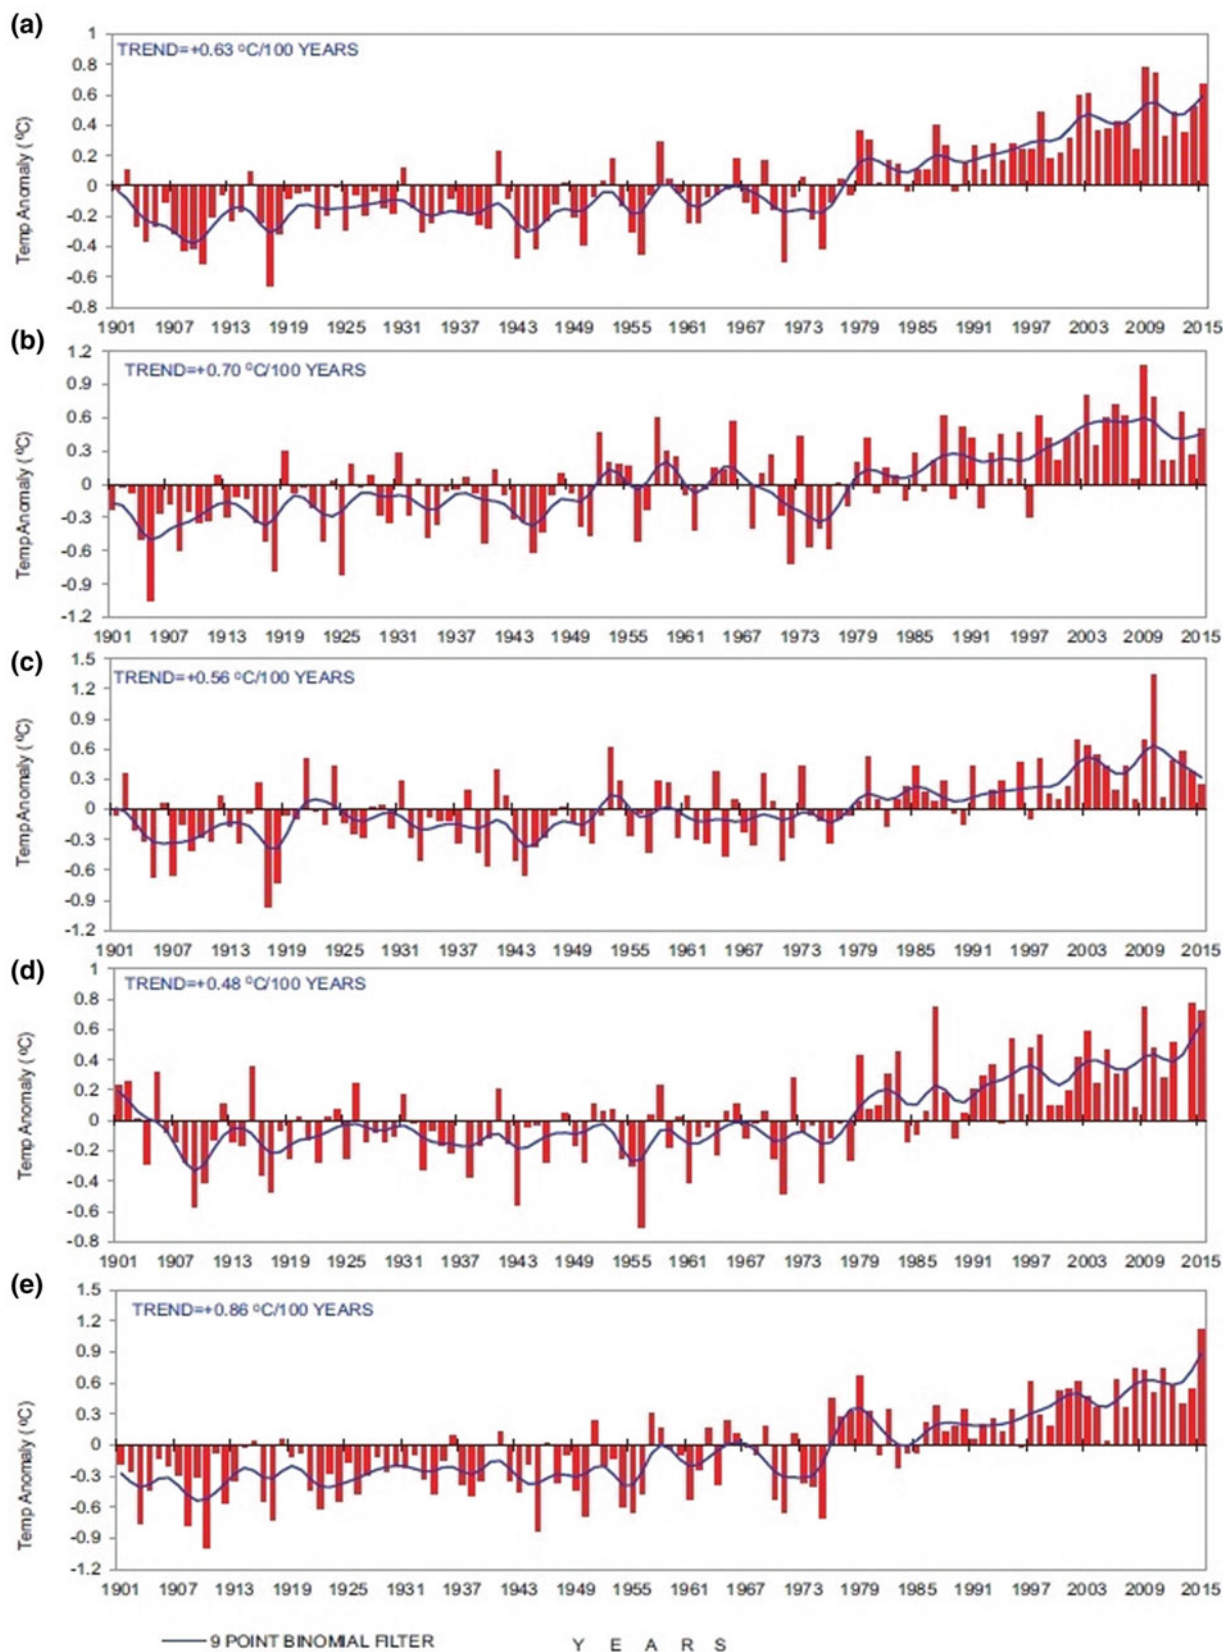 (a)
TREND=+0.63 ºC/100 YEARS
Temp Anomaly (ºC)
1
0.8
0.6
0.4
0.2
0
-0.2
-0.4
-0.6
-0.8
1901 1907 1913 1919 1925 1931 1937 1943 1949 1955 1961 1967 1973 1979 1985 1991 1997 2003 2009 2015
(b)
TREND=+0.70 ºC/100 YEARS
TempAnomaly (ºC)
1.2
0.9
0.6
0.3
0
-0.3
-0.6
-0.9
-1.2
1901 1907 1913 1919 1925 1931 1937 1943 1949 1955 1961 1967 1973 1979 1985 1991 1997 2003 2009 2015
(c)
TREND=+0.56 ºC/100 YEARS
Temp Anomaly (ºC)
1.5
1.2
0.9
0.6
0.3
0
-0.3
-0.6
-0.9
-1.2
1901 1907 1913 1919 1925 1931 1937 1943 1949 1955 1961 1967 1973 1979 1985 1991 1997 2003 2009 2015
(d)
TREND=+0.48 ºC/100 YEARS
Temp Anomaly (ºC)
1
0.8
0.6
0.4
0.2
0
-0.2
-0.4
-0.6
-0.8
1901 1907 1913 1919 1925 1931 1937 1943 1949 1955 1961 1967 1973 1979 1985 1991 1997 2003 2009 2015
(e)
TREND=+0.86 ºC/100 YEARS
Temp Anomaly (ºC)
1.5
1.2
0.9
0.6
0.3
0
-0.3
-0.6
-0.9
-1.2
1901 1907 1913 1919 1925 1931 1937 1943 1949 1955 1961 1967 1973 1979 1985 1991 1997 2003 2009 2015
9 POINT BINOMIAL FILTER
Y E A R S